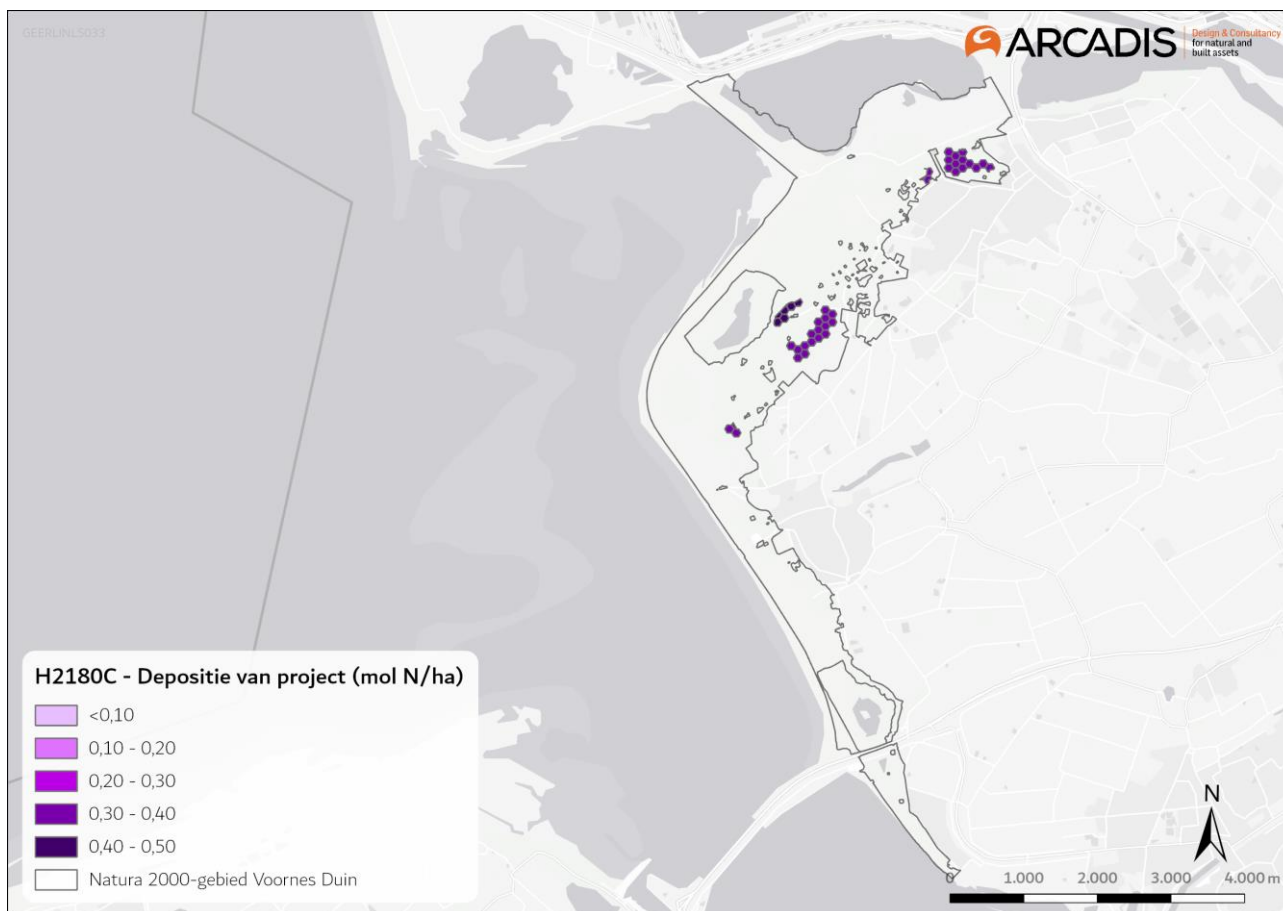 GEERLINL5033
ARCADIS
Design & Consultancy
for natural and
built assets
H2180C - Depositie van project (mol N/ha)
<0,10
0,10 - 0,20
0,20 - 0,30
0,30 - 0,40
0,40 - 0,50
Natura 2000-gebied Voornes Duin
N
0 1.000 2.000 3.000 4.000 m